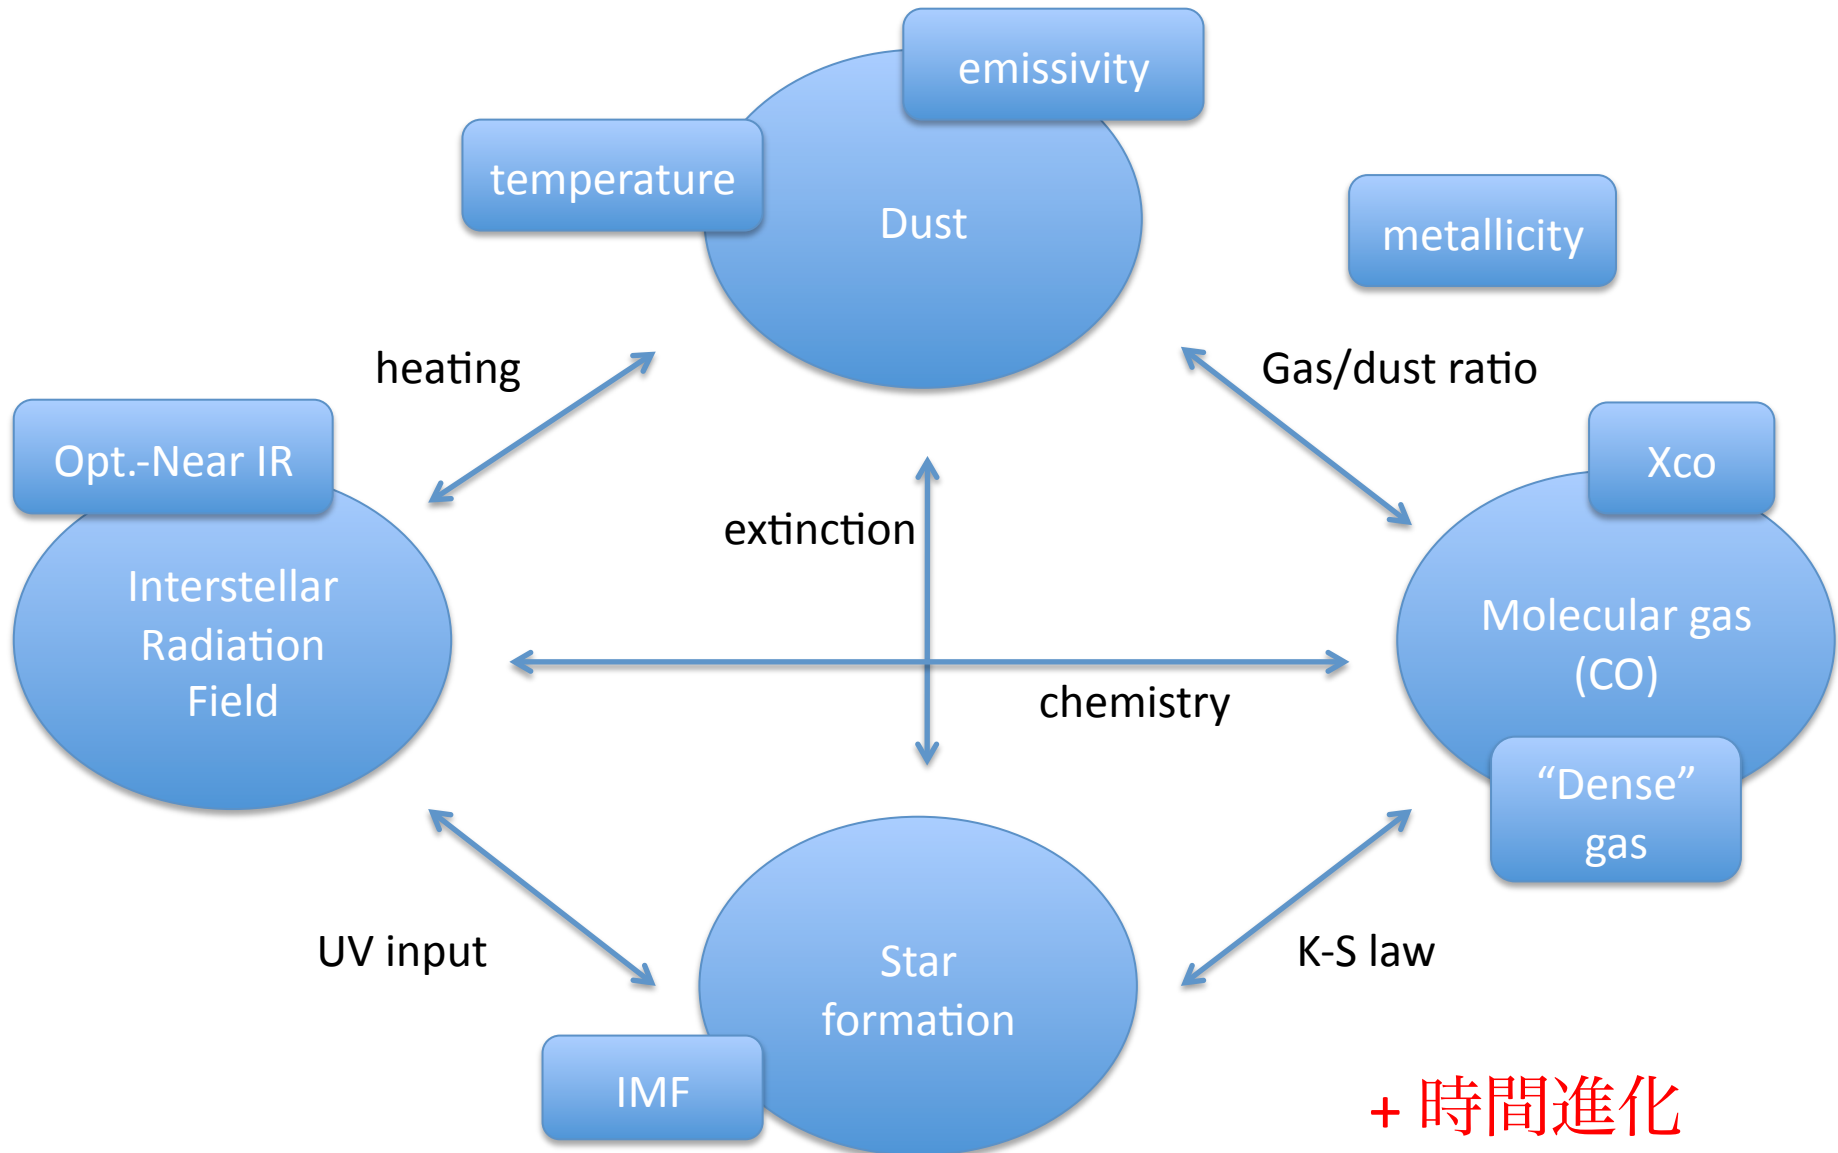 emissivity
temperature
Dust
metallicity
heating
Gas/dust ratio
Opt.-Near IR
Xco
extinction
Interstellar
Radiation
Field
Molecular gas
(CO)
chemistry
“Dense”
gas
UV input
K-S law
Star
formation
IMF
+ 時間進化